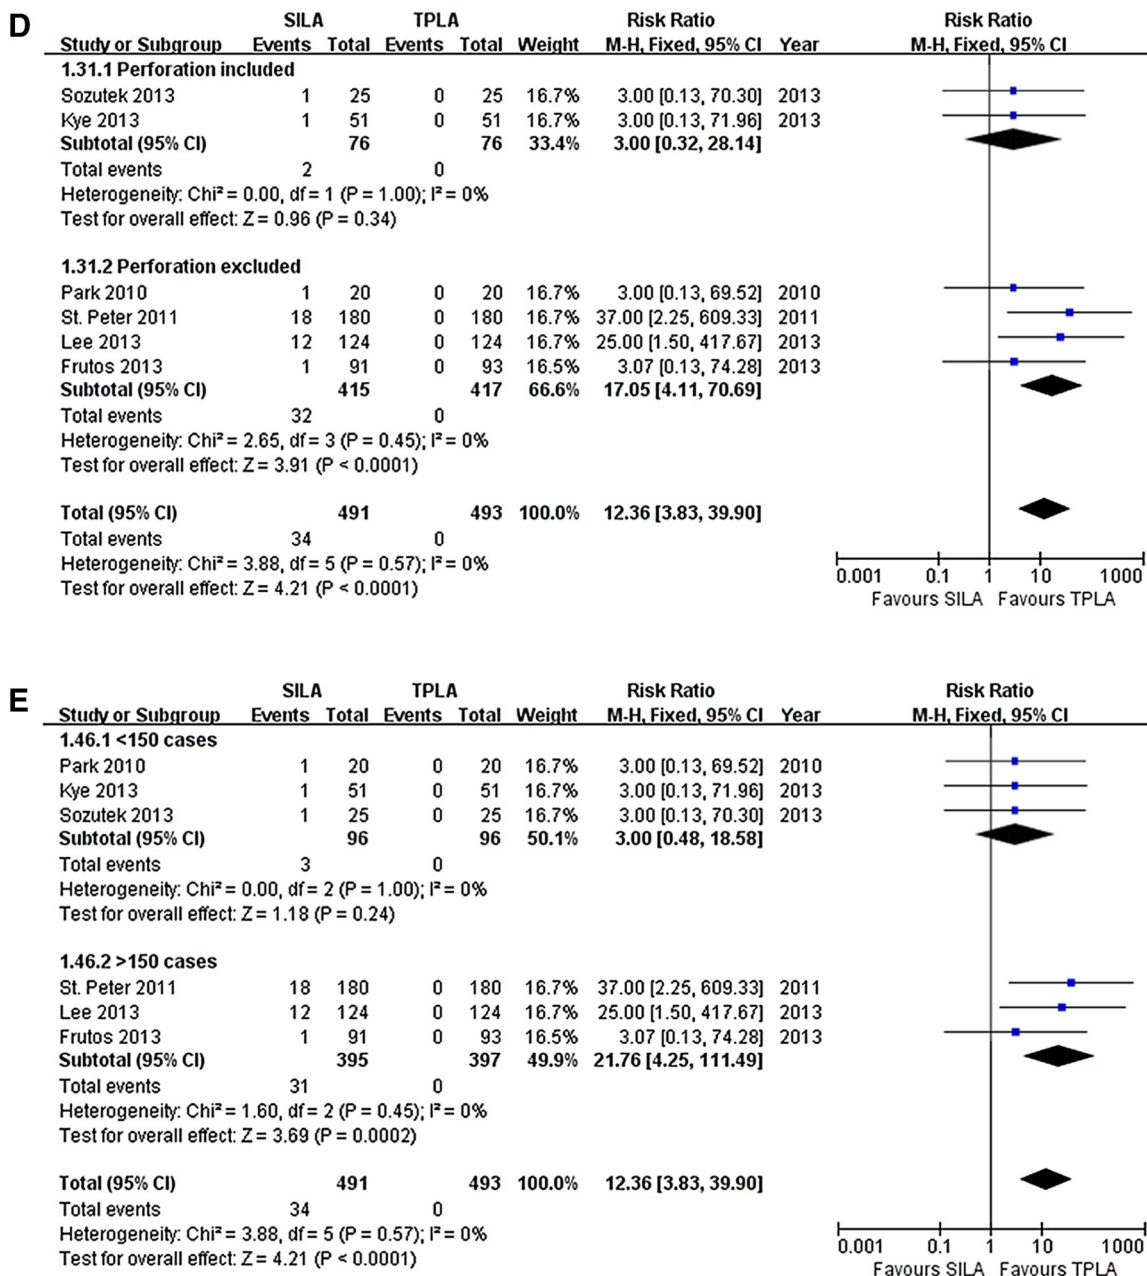 D
SILA TPLA Risk Ratio Risk Ratio
Study or Subgroup Events Total Events Total Weight M-H, Fixed, 95% CI Year M-H, Fixed, 95% CI
1.31.1 Perforation included
Sozutek 2013 1 25 0 25 16.7% 3.00 [0.13, 70.30] 2013
Kye 2013 1 51 0 51 16.7% 3.00 [0.13, 71.96] 2013
Subtotal (95% CI) 76 76 33.4% 3.00 [0.32, 28.14]
Total events 2 0
Heterogeneity: Chi² = 0.00, df = 1 (P = 1.00); I² = 0%
Test for overall effect: Z = 0.96 (P = 0.34)
1.31.2 Perforation excluded
Park 2010 1 20 0 20 16.7% 3.00 [0.13, 69.52] 2010
St. Peter 2011 18 180 0 180 16.7% 37.00 [2.25, 609.33] 2011
Lee 2013 12 124 0 124 16.7% 25.00 [1.50, 417.67] 2013
Frutos 2013 1 91 0 93 16.5% 3.07 [0.13, 74.28] 2013
Subtotal (95% CI) 415 417 66.6% 17.05 [4.11, 70.69]
Total events 32 0
Heterogeneity: Chi² = 2.65, df = 3 (P = 0.45); I² = 0%
Test for overall effect: Z = 3.91 (P < 0.0001)
Total (95% CI) 491 493 100.0% 12.36 [3.83, 39.90]
Total events 34 0
Heterogeneity: Chi² = 3.88, df = 5 (P = 0.57); I² = 0%
Test for overall effect: Z = 4.21 (P < 0.0001)
0.001 0.1 1 10 1000
Favours SILA Favours TPLA
E
SILA TPLA Risk Ratio Risk Ratio
Study or Subgroup Events Total Events Total Weight M-H, Fixed, 95% CI Year M-H, Fixed, 95% CI
1.46.1 <150 cases
Park 2010 1 20 0 20 16.7% 3.00 [0.13, 69.52] 2010
Kye 2013 1 51 0 51 16.7% 3.00 [0.13, 71.96] 2013
Sozutek 2013 1 25 0 25 16.7% 3.00 [0.13, 70.30] 2013
Subtotal (95% CI) 96 96 50.1% 3.00 [0.48, 18.58]
Total events 3 0
Heterogeneity: Chi² = 0.00, df = 2 (P = 1.00); I² = 0%
Test for overall effect: Z = 1.18 (P = 0.24)
1.46.2 >150 cases
St. Peter 2011 18 180 0 180 16.7% 37.00 [2.25, 609.33] 2011
Lee 2013 12 124 0 124 16.7% 25.00 [1.50, 417.67] 2013
Frutos 2013 1 91 0 93 16.5% 3.07 [0.13, 74.28] 2013
Subtotal (95% CI) 395 397 49.9% 21.76 [4.25, 111.49]
Total events 31 0
Heterogeneity: Chi² = 1.60, df = 2 (P = 0.45); I² = 0%
Test for overall effect: Z = 3.69 (P = 0.0002)
Total (95% CI) 491 493 100.0% 12.36 [3.83, 39.90]
Total events 34 0
Heterogeneity: Chi² = 3.88, df = 5 (P = 0.57); I² = 0%
Test for overall effect: Z = 4.21 (P < 0.0001)
0.001 0.1 1 10 1000
Favours SILA Favours TPLA